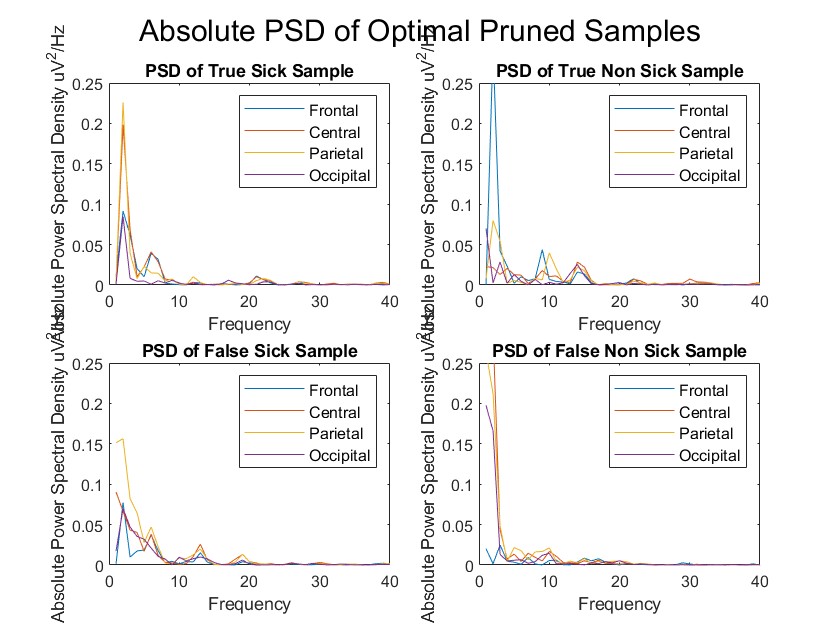 Absolute PSD of Optimal Pruned Samples
PSD of True Sick Sample
Absolute Power Spectral Density uV²/Hz
0.25
0.2
0.15
0.1
0.05
0
Frontal
Central
Parietal
Occipital
0 10 20 30 40
Frequency
PSD of True Non Sick Sample
Absolute Power Spectral Density uV²/Hz
0.25
0.2
0.15
0.1
0.05
0
Frontal
Central
Parietal
Occipital
0 10 20 30 40
Frequency
PSD of False Sick Sample
Absolute Power Spectral Density uV²/Hz
0.25
0.2
0.15
0.1
0.05
0
Frontal
Central
Parietal
Occipital
0 10 20 30 40
Frequency
PSD of False Non Sick Sample
Absolute Power Spectral Density uV²/Hz
0.25
0.2
0.15
0.1
0.05
0
Frontal
Central
Parietal
Occipital
0 10 20 30 40
Frequency